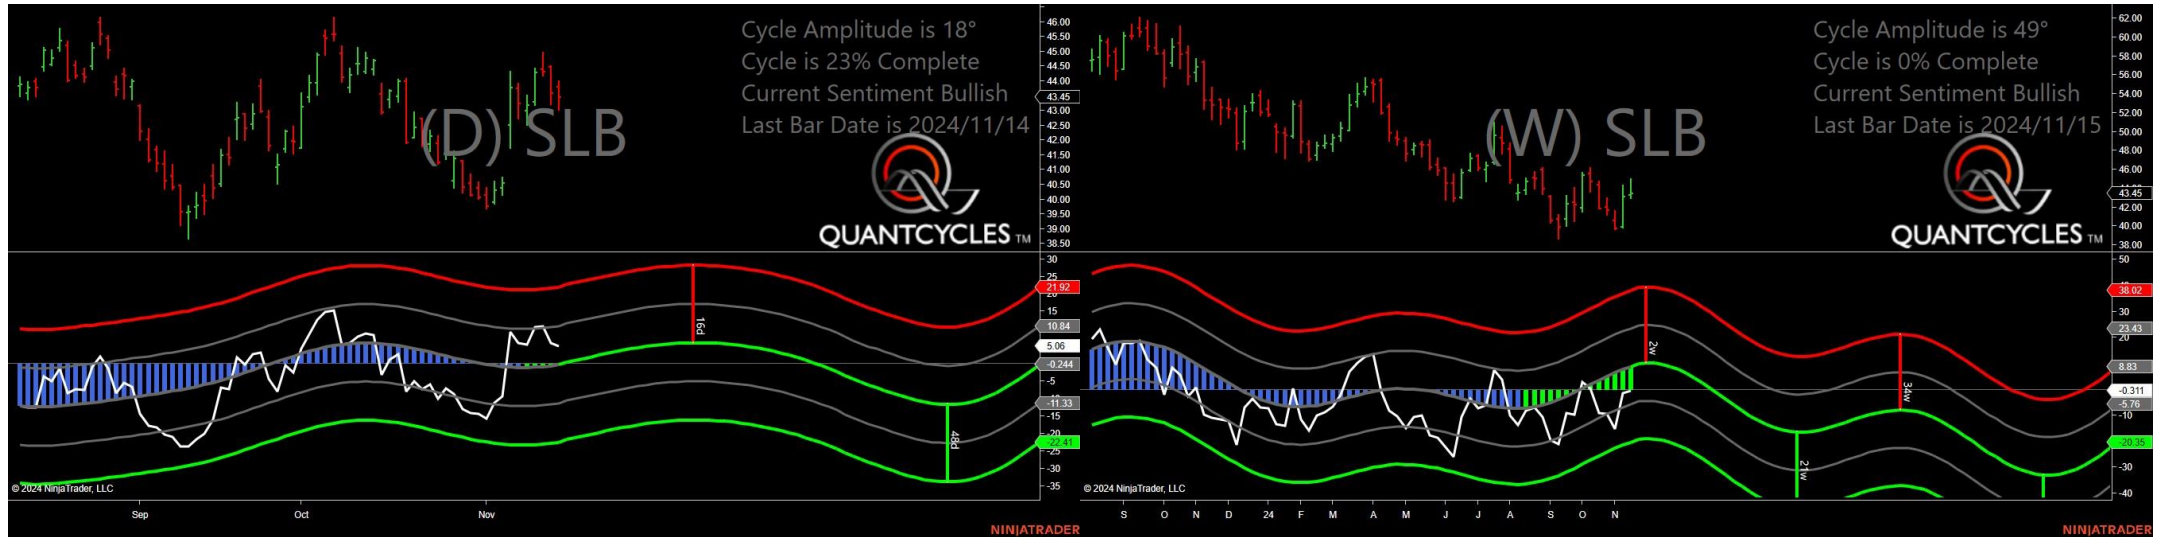 Cycle Amplitude is 18°
Cycle is 23% Complete
Current Sentiment Bullish
Last Bar Date is 2024/11/14
(D) SLB
QUANTCYCLES TM
46.00
45.50
45.00
44.50
44.00
43.45
43.00
42.50
42.00
41.50
41.00
40.50
40.00
39.50
39.00
38.50
30
25
21.92
15
10.84
5.06
-0.244
-5
-11.33
-15
-20
-22.41
-25
-30
-35
16d
48d
© 2024 NinjaTrader, LLC
Sep Oct Nov
NINJATRADER
Cycle Amplitude is 49°
Cycle is 0% Complete
Current Sentiment Bullish
Last Bar Date is 2024/11/15
(W) SLB
QUANTCYCLES TM
62.00
60.00
58.00
56.00
54.00
52.00
50.00
48.00
46.00
43.45
42.00
40.00
38.00
50
38.02
30
23.43
20
8.83
-0.311
-5.76
-10
-20.35
-30
-40
2w
34w
21w
© 2024 NinjaTrader, LLC
S O N D 24 F M A M J J A S O N
NINJATRADER